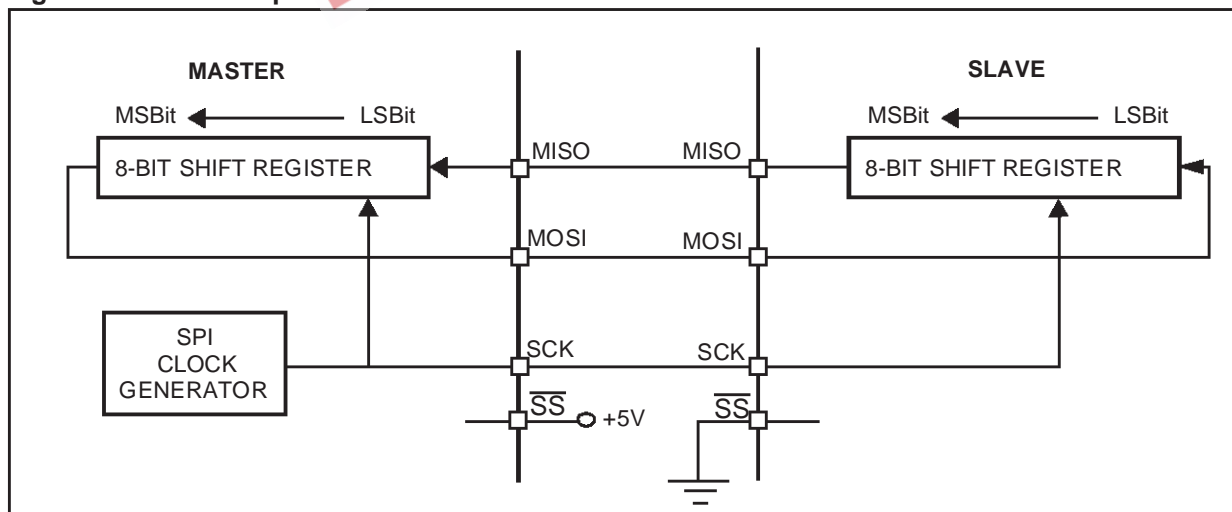 MASTER
SLAVE
MSBit
LSBit
MSBit
LSBit
8-BIT SHIFT REGISTER
MISO
MISO
8-BIT SHIFT REGISTER
MOSI
MOSI
SPI
CLOCK
GENERATOR
SCK
SCK
SS
+5V
SS